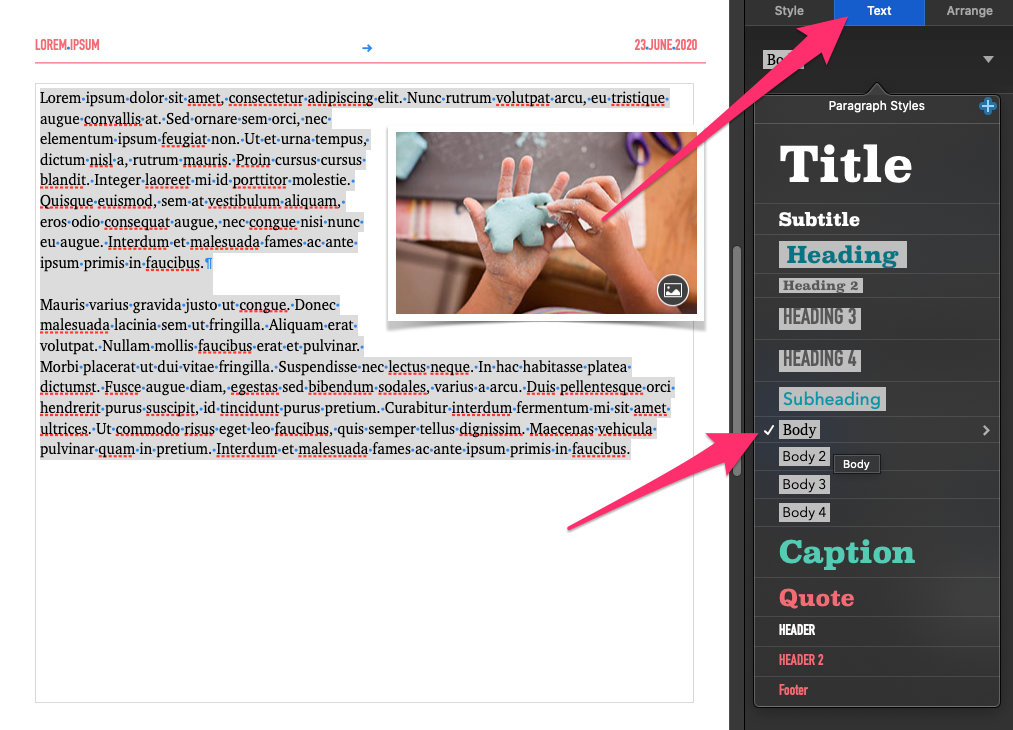 LOREM.IPSUM
23.JUNE.2020
Lorem ipsum dolor sit amet, consectetur adipiscing elit. Nunc rutrum volutpat arcu, eu tristique
augue convallis at. Sed ornare sem orci, nec
elementum ipsum feugiat non. Ut et urna tempus,
dictum nisl a, rutrum mauris. Proin cursus cursus
blandit. Integer laoreet mi id porttitor molestie.
Quisque euismod, sem at vestibulum aliquam,
eros odio consequat augue, nec congue nisi nunc
eu augue. Interdum et malesuada fames ac ante
ipsum primis in faucibus.¶
Mauris varius gravida justo ut congue. Donec
malesuada lacinia sem ut fringilla. Aliquam erat
volutpat. Nullam mollis faucibus erat et pulvinar.
Morbi placerat ut dui vitae fringilla. Suspendisse nec lectus neque. In hac habitasse platea
dictumst. Fusce augue diam, egestas sed bibendum sodales, varius a arcu. Duis pellentesque orci
hendrerit purus suscipit, id tincidunt purus pretium. Curabitur interdum fermentum mi sit amet
ultrices. Ut commodo risus eget leo faucibus, quis semper tellus dignissim. Maecenas vehicula
pulvinar quam in pretium. Interdum et malesuada fames ac ante ipsum primis in faucibus.
Style
Text
Arrange
Paragraph Styles
Title
Subtitle
Heading
Heading 2
HEADING 3
HEADING 4
Subheading
Body
Body 2
Body
Body 3
Body 4
Caption
Quote
HEADER
HEADER 2
Footer